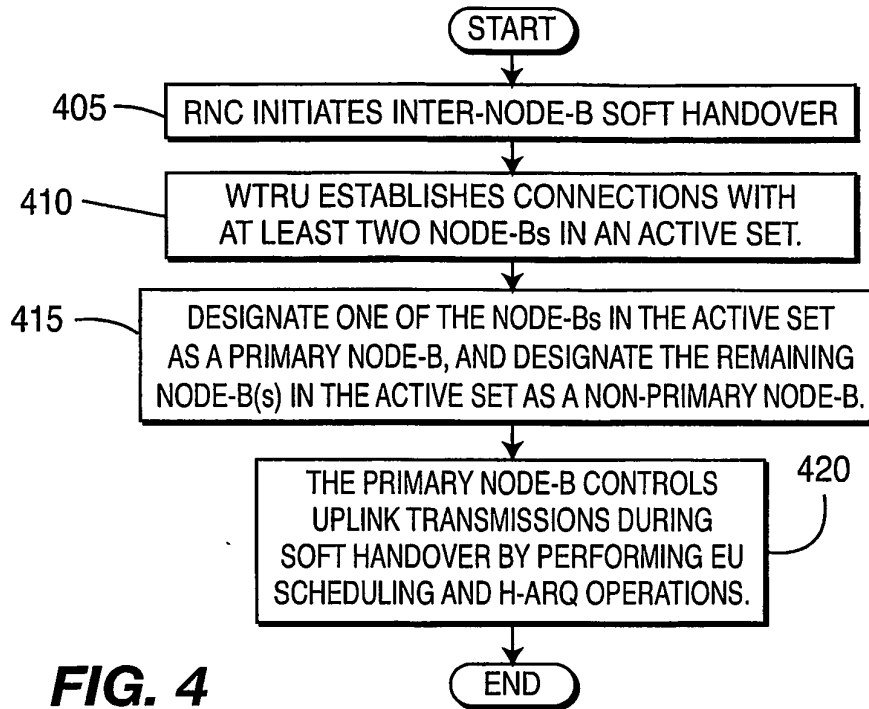 START
405
RNC INITIATES INTER-NODE-B SOFT HANDOVER
410
WTRU ESTABLISHES CONNECTIONS WITH
AT LEAST TWO NODE-Bs IN AN ACTIVE SET.
415
DESIGNATE ONE OF THE NODE-Bs IN THE ACTIVE SET
AS A PRIMARY NODE-B, AND DESIGNATE THE REMAINING
NODE-B(s) IN THE ACTIVE SET AS A NON-PRIMARY NODE-B.
420
THE PRIMARY NODE-B CONTROLS
UPLINK TRANSMISSIONS DURING
SOFT HANDOVER BY PERFORMING EU
SCHEDULING AND H-ARQ OPERATIONS.
END
FIG. 4